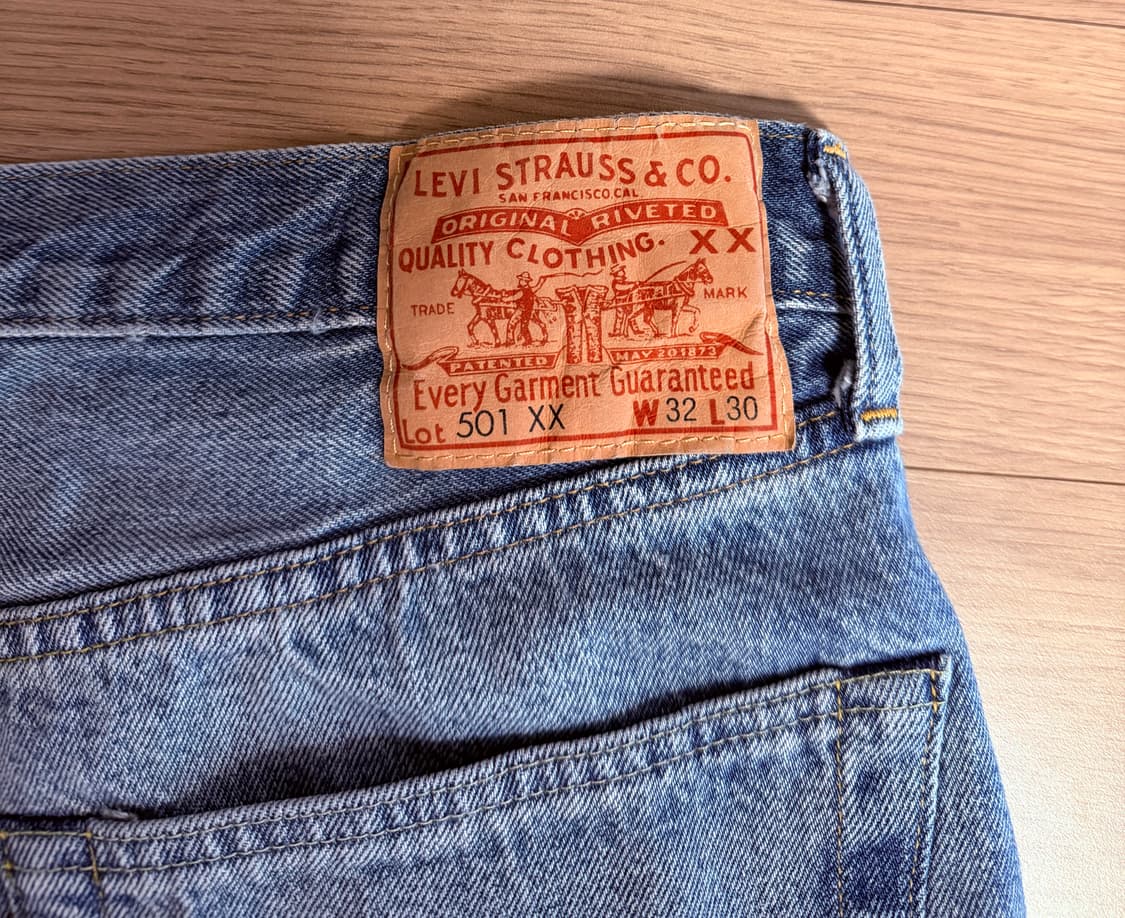 LEVI STRAUSS & CO.
SAN FRANCISCO.CAL
ORIGINAL RIVETED
QUALITY CLOTHING. XX
TRADE MARK
PATENTED MAY 20 1873
Every Garment Guaranteed
Lot 501 XX W 32 L 30